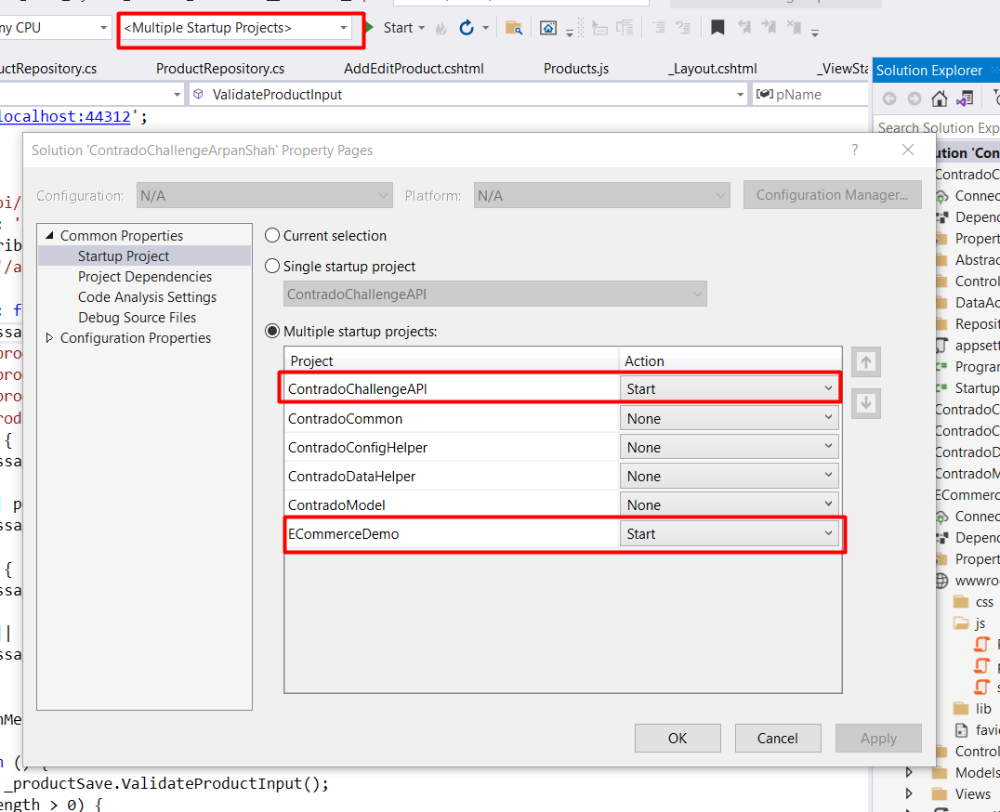 ny CPU <Multiple Startup Projects> Start
uctRepository.cs ProductRepository.cs AddEditProduct.cshtml Products.js _Layout.cshtml _ViewSta
Solution Explorer
ValidateProductInput pName
localhost:44312';
Search Solution Exp
Solution 'ContradoChallengeArpanShah' Property Pages ?
ution 'Con
ContradoC
Configuration: N/A Platform: N/A Configuration Manager...
Connec
pi/
Depend
: '
Common Properties
Current selection
Propert
rib
Startup Project
Abstrac
'/a
Single startup project
Project Dependencies
Control
ContradoChallengeAPI
Code Analysis Settings
DataAc
: f
Debug Source Files
Reposit
ssa
Multiple startup projects:
Configuration Properties
appsett
Project Action
Program
ContradoChallengeAPI Start
Startup
ContradoCommon None
ContradoC
ContradoC
ContradoConfigHelper None
ContradoD
ContradoDataHelper None
ContradoM
ContradoModel None
ECommer
ECommerceDemo Start
Connec
Depend
Propert
wwwro
css
js
lib
favic
OK Cancel Apply
Control
n () {
Models
_productSave.ValidateProductInput();
Views
ength > 0) {